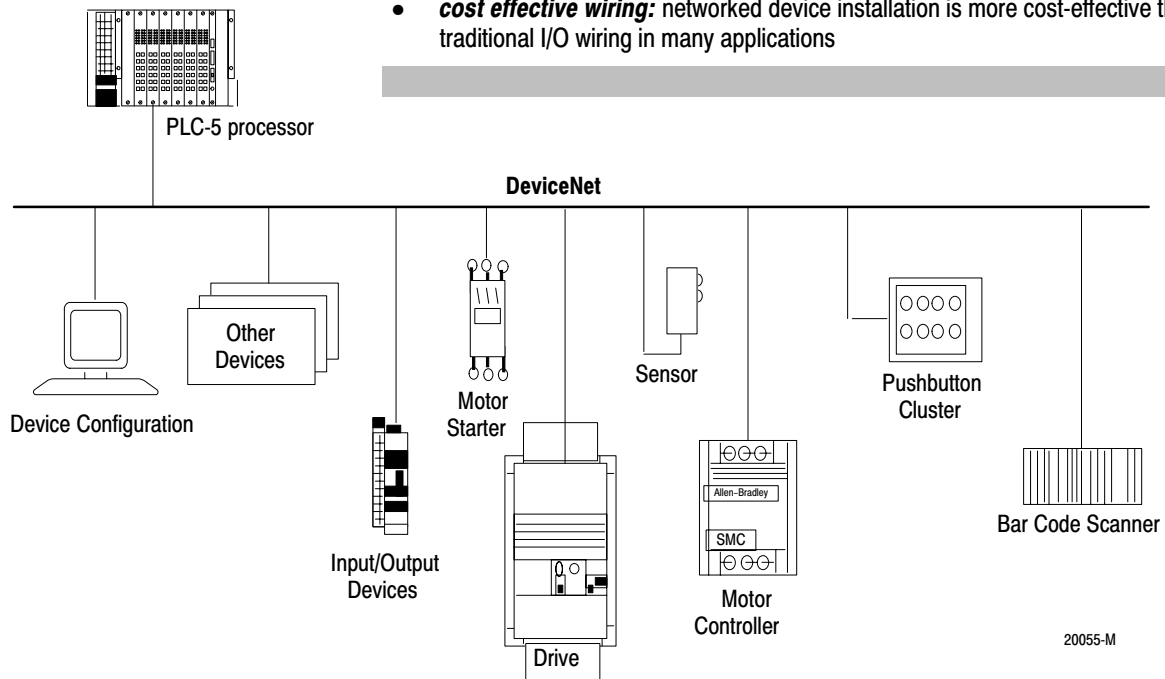 • cost effective wiring: networked device installation is more cost-effective
traditional I/O wiring in many applications
PLC-5 processor
DeviceNet
Other
Devices
Device Configuration
Input/Output
Devices
Motor
Starter
Drive
Sensor
Allen-Bradley
SMC
Motor
Controller
Pushbutton
Cluster
Bar Code Scanner
20055-M